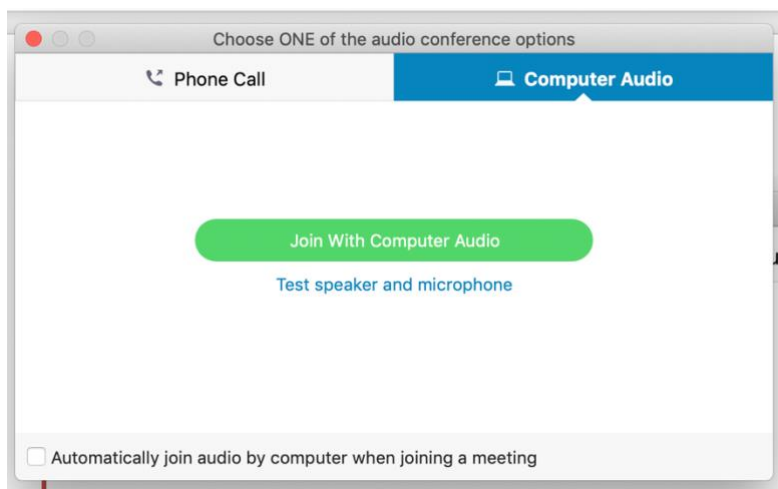 Choose ONE of the audio conference options
Phone Call
Computer Audio
Join With Computer Audio
Test speaker and microphone
Automatically join audio by computer when joining a meeting